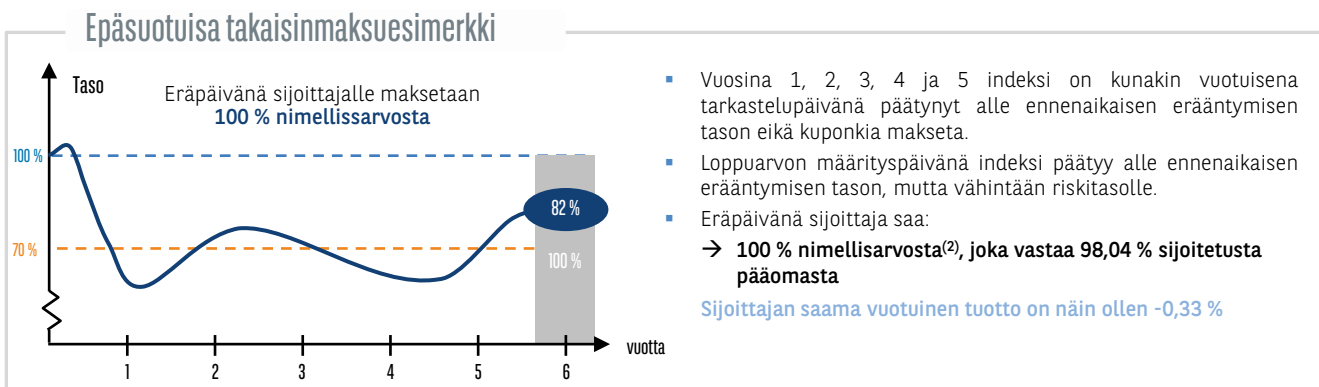 Epäsuotuisa takaisinmaksuesimerkki
Taso
Eräpäivänä sijoittajalle maksetaan
100 % nimellissarvosta
100 %
82 %
70 %
100 %
vuotta
1 2 3 4 5 6
▪ Vuosina 1, 2, 3, 4 ja 5 indeksi on kunakin vuotuisena
tarkastelupäivänä päätynyt alle ennenaikaisen erääntymisen
tason eikä kuponkia makseta.
▪ Loppuarvon määrityspäivänä indeksi päätyy alle ennenaikaisen
erääntymisen tason, mutta vähintään riskitasolle.
▪ Eräpäivänä sijoittaja saa:
→ 100 % nimellisarvosta(2), joka vastaa 98,04 % sijoitetusta
pääomasta
Sijoittajan saama vuotuinen tuotto on näin ollen -0,33 %